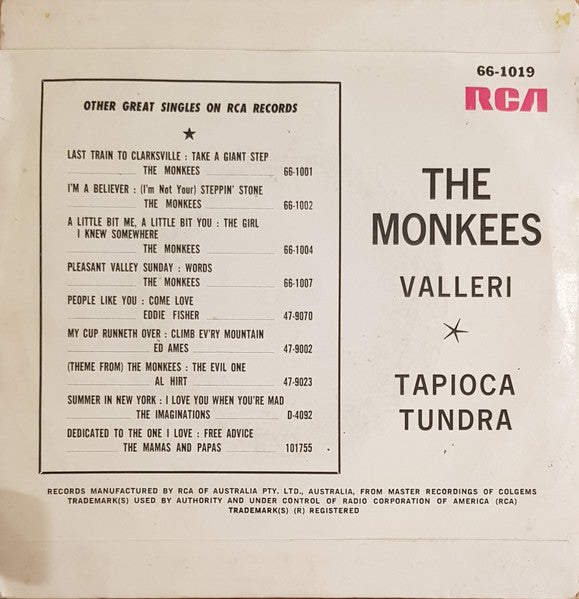 66-1019
RCA
OTHER GREAT SINGLES ON RCA RECORDS
★
LAST TRAIN TO CLARKSVILLE : TAKE A GIANT STEP
THE MONKEES 66-1001
I'M A BELIEVER : (I'm Not Your) STEPPIN' STONE
THE MONKEES 66-1002
A LITTLE BIT ME, A LITTLE BIT YOU : THE GIRL
I KNEW SOMEWHERE
THE MONKEES 66-1004
PLEASANT VALLEY SUNDAY : WORDS
THE MONKEES 66-1007
PEOPLE LIKE YOU : COME LOVE
EDDIE FISHER 47-9070
MY CUP RUNNETH OVER : CLIMB EV'RY MOUNTAIN
ED AMES 47-9002
(THEME FROM) THE MONKEES : THE EVIL ONE
AL HIRT 47-9023
SUMMER IN NEW YORK : I LOVE YOU WHEN YOU'RE MAD
THE IMAGINATIONS D-4092
DEDICATED TO THE ONE I LOVE : FREE ADVICE
THE MAMAS AND PAPAS 101755
THE
MONKEES
VALLERI
TAPIOCA
TUNDRA
RECORDS MANUFACTURED BY RCA OF AUSTRALIA PTY. LTD., AUSTRALIA, FROM MASTER RECORDINGS OF COLGEMS
TRADEMARK(S) USED BY AUTHORITY AND UNDER CONTROL OF RADIO CORPORATION OF AMERICA (RCA)
TRADEMARK(S) (R) REGISTERED